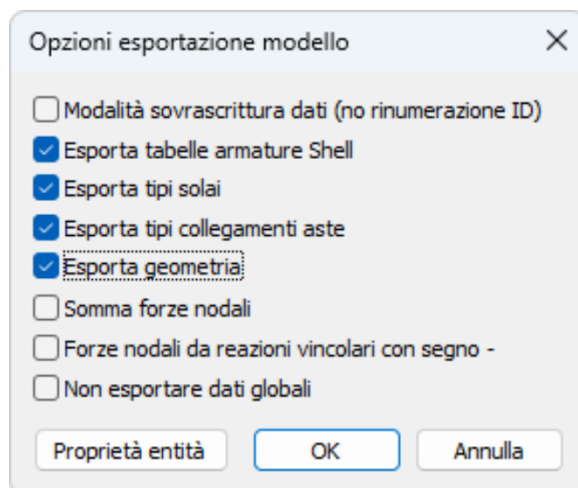 Opzioni esportazione modello
Modalità sovrascrittura dati (no rinumerazione ID)
Esporta tabelle armature Shell
Esporta tipi solai
Esporta tipi collegamenti aste
Esporta geometria
Somma forze nodali
Forze nodali da reazioni vincolari con segno -
Non esportare dati globali
Proprietà entità OK Annulla